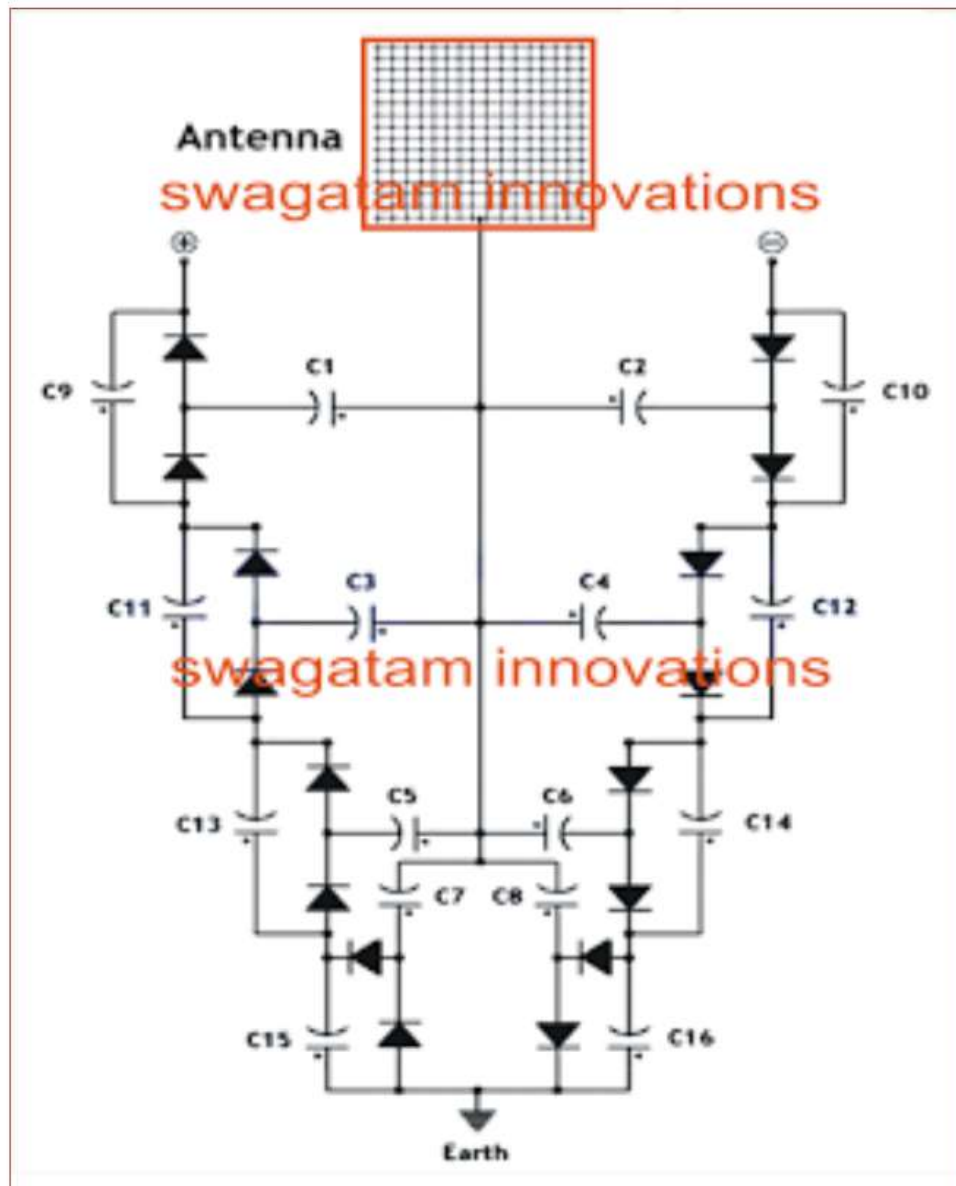 Antenna
swagatam innovations
+
−
C1
C2
C9
C10
C3
C4
C11
C12
swagatam innovations
C5
C6
C13
C14
C7
C8
C15
C16
Earth